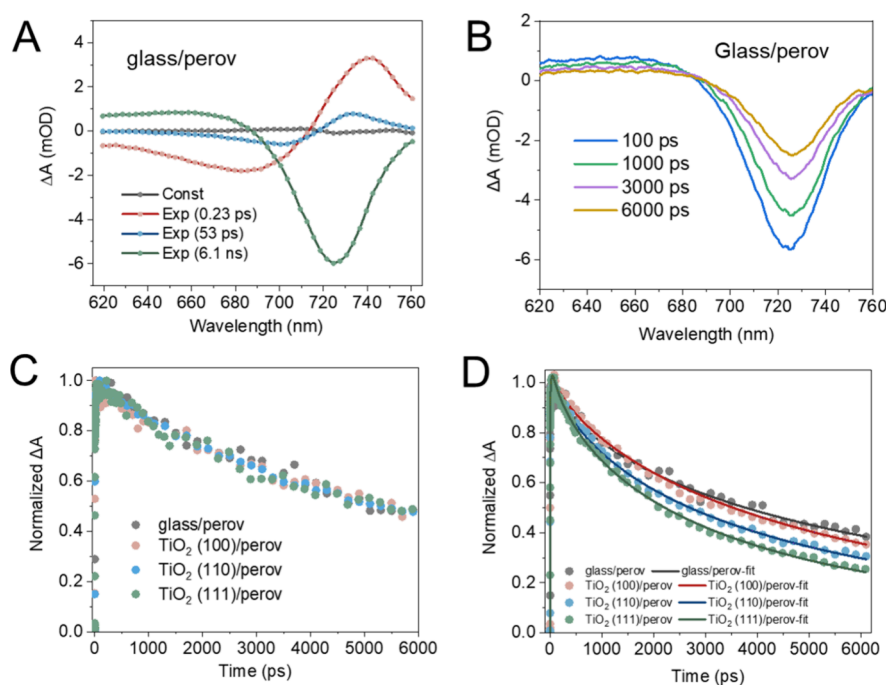 A
glass/perov
4
2
0
-2
-4
-6
ΔA (mOD)
Const
Exp (0.23 ps)
Exp (53 ps)
Exp (6.1 ns)
620 640 660 680 700 720 740 760
Wavelength (nm)
B
Glass/perov
2
0
-2
-4
-6
ΔA (mOD)
100 ps
1000 ps
3000 ps
6000 ps
620 640 660 680 700 720 740 760
Wavelength (nm)
C
1.0
0.8
0.6
0.4
0.2
0.0
Normalized ΔA
glass/perov
TiO₂ (100)/perov
TiO₂ (110)/perov
TiO₂ (111)/perov
0 1000 2000 3000 4000 5000 6000
Time (ps)
D
1.0
0.8
0.6
0.4
0.2
0.0
Normalized ΔA
glass/perov glass/perov-fit
TiO₂ (100)/perov TiO₂ (100)/perov-fit
TiO₂ (110)/perov TiO₂ (110)/perov-fit
TiO₂ (111)/perov TiO₂ (111)/perov-fit
0 1000 2000 3000 4000 5000 6000
Time (ps)